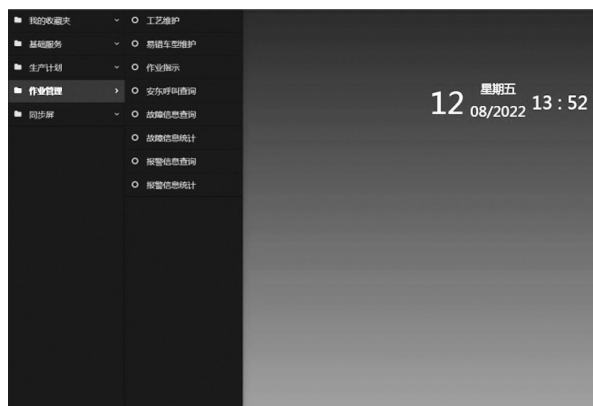 我的收藏夹
基础服务
生产计划
作业管理
同步屏
工艺维护
易错车型维护
作业指示
安东呼叫查询
故障信息查询
故障信息统计
报警信息查询
报警信息统计
12 星期五 08/2022 13 : 52